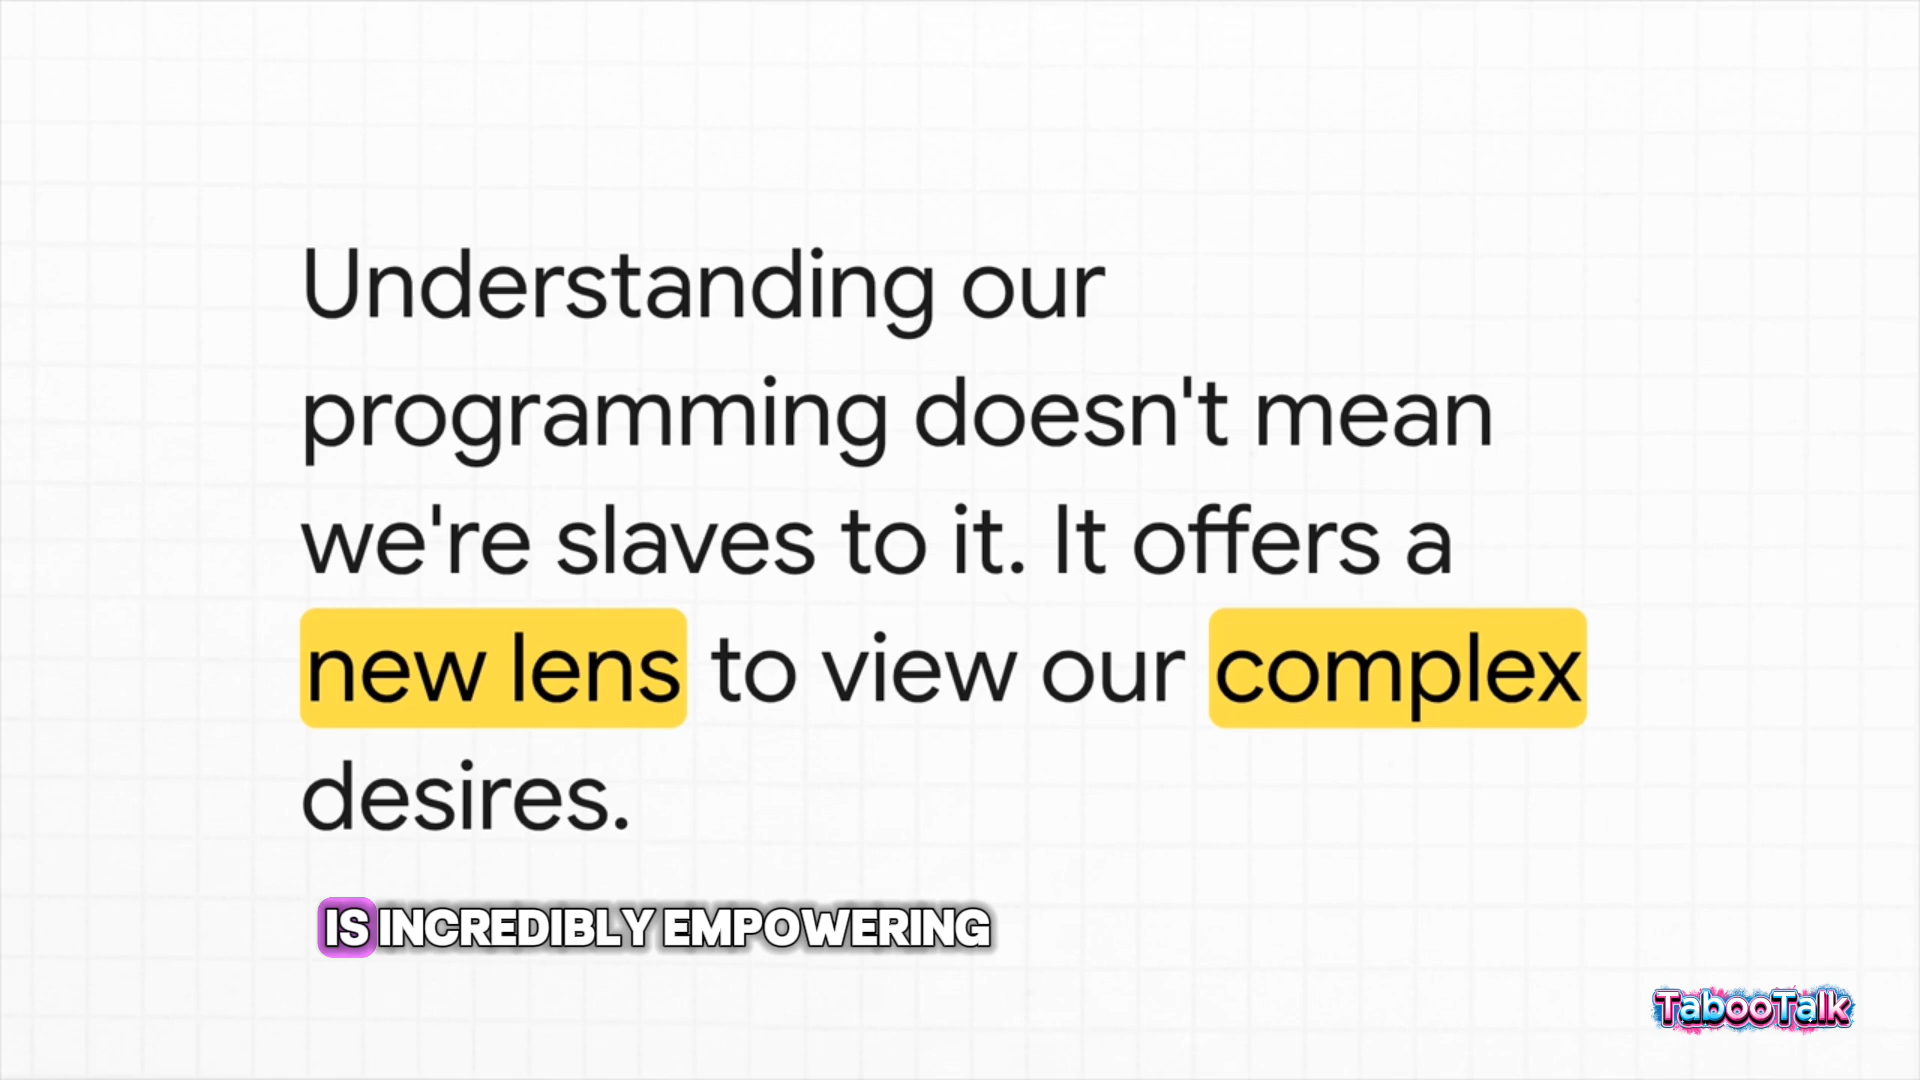 Understanding our
programming doesn't mean
we're slaves to it. It offers a
new lens to view our complex
desires.
IS INCREDIBLY EMPOWERING
TabooTalk